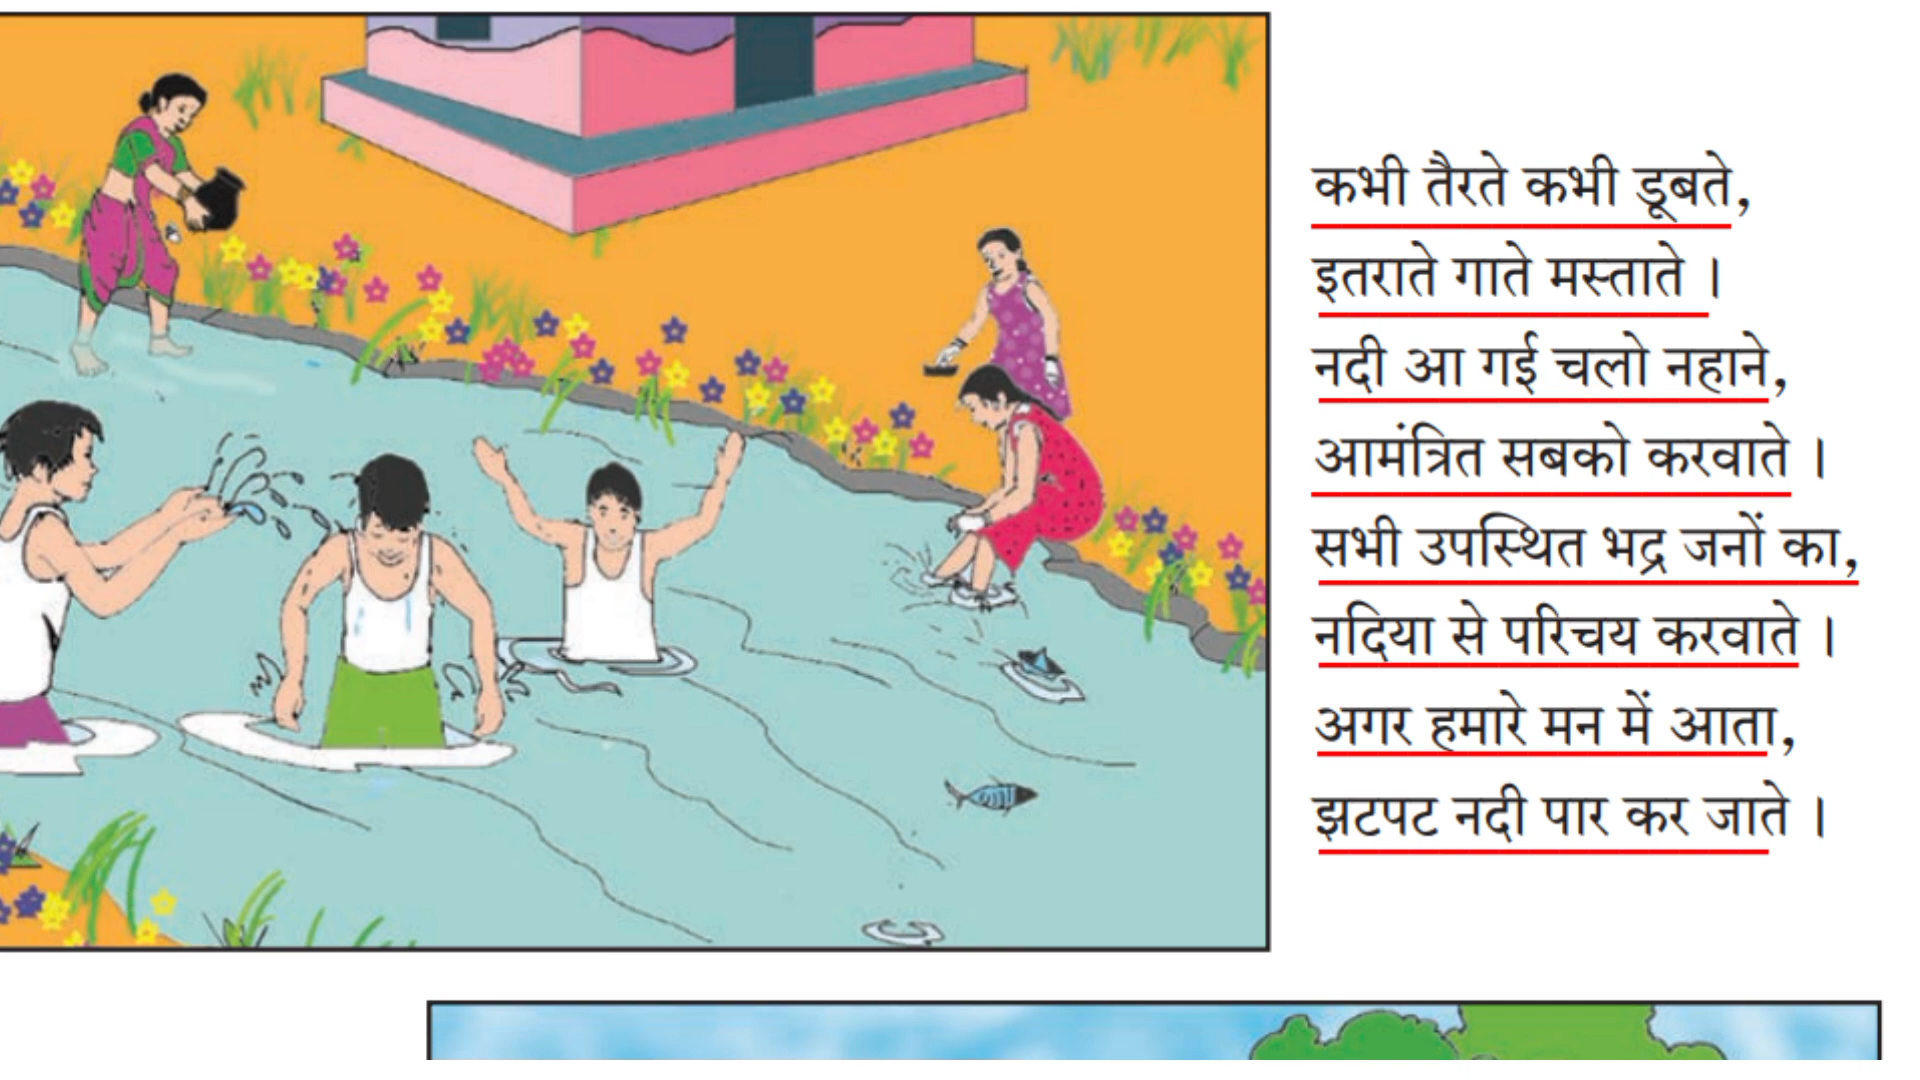 कभी तैरते कभी डूबते,
इतराते गाते मस्ताते ।
नदी आ गई चलो नहाने,
आमंत्रित सबको करवाते ।
सभी उपस्थित भद्र जनों का,
नदिया से परिचय करवाते ।
अगर हमारे मन में आता,
झटपट नदी पार कर जाते ।